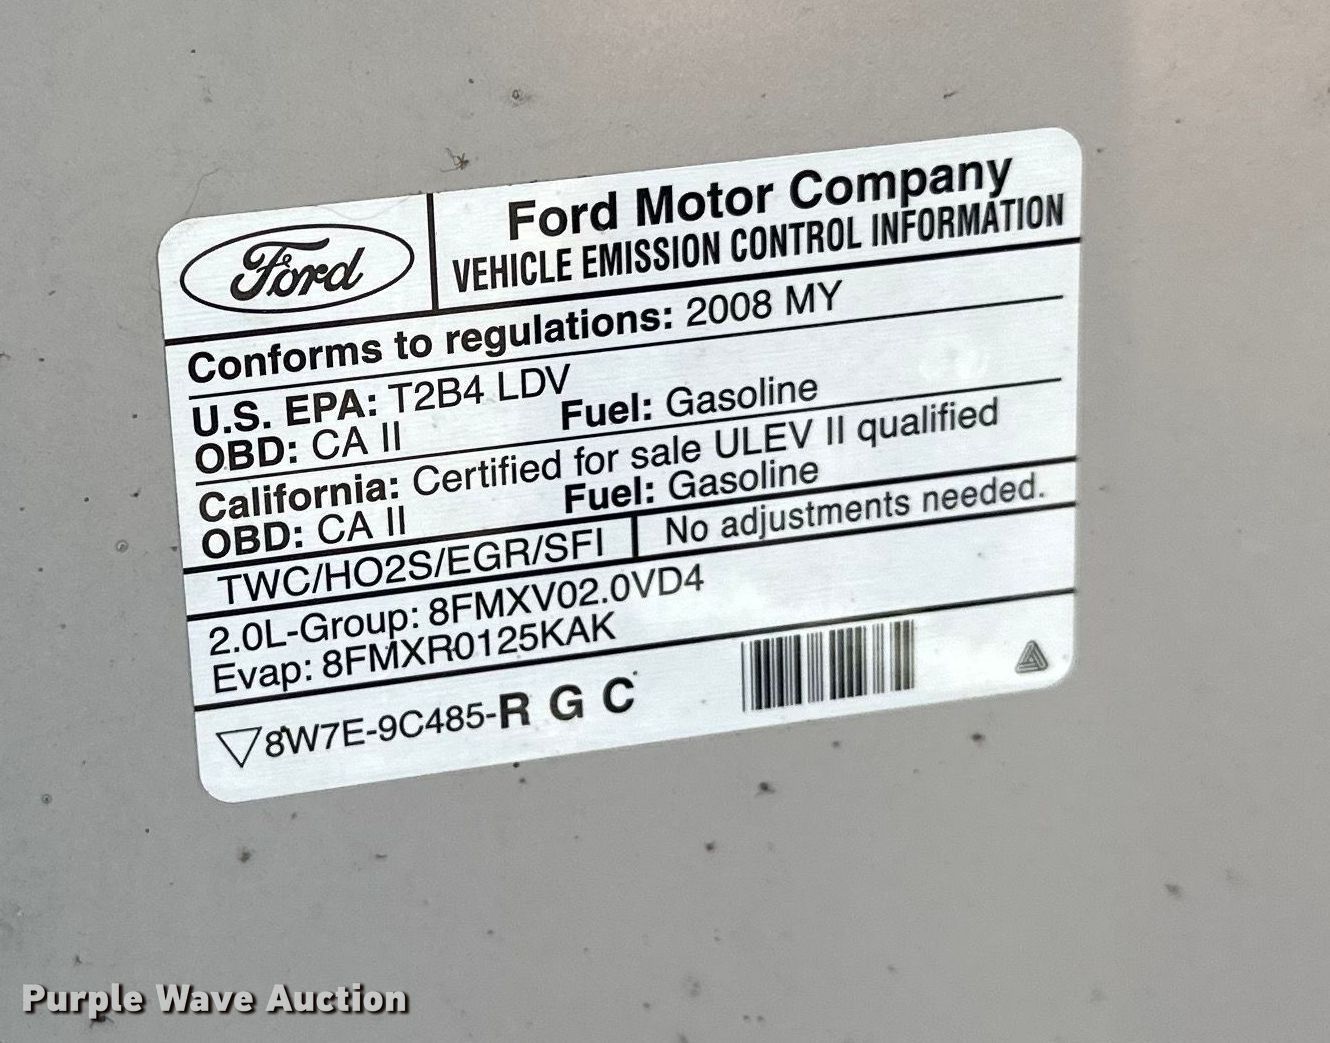 Ford
Ford Motor Company
VEHICLE EMISSION CONTROL INFORMATION
Conforms to regulations: 2008 MY
U.S. EPA: T2B4 LDV
OBD: CA II Fuel: Gasoline
California: Certified for sale ULEV II qualified
OBD: CA II Fuel: Gasoline
TWC/HO2S/EGR/SFI No adjustments needed.
2.0L-Group: 8FMXV02.0VD4
Evap: 8FMXR0125KAK
8W7E-9C485-R G C
Purple Wave Auction